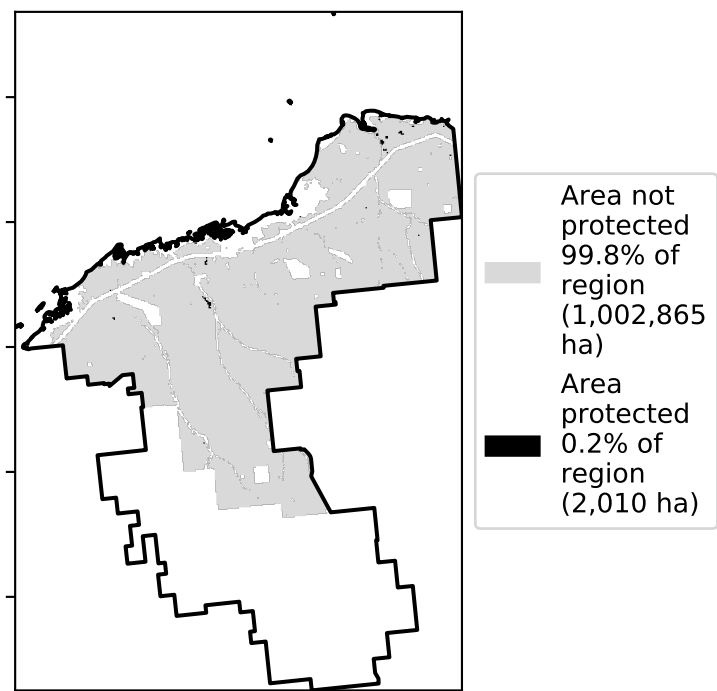 Area not
protected
99.8% of
region
(1,002,865
ha)
Area
protected
0.2% of
region
(2,010 ha)